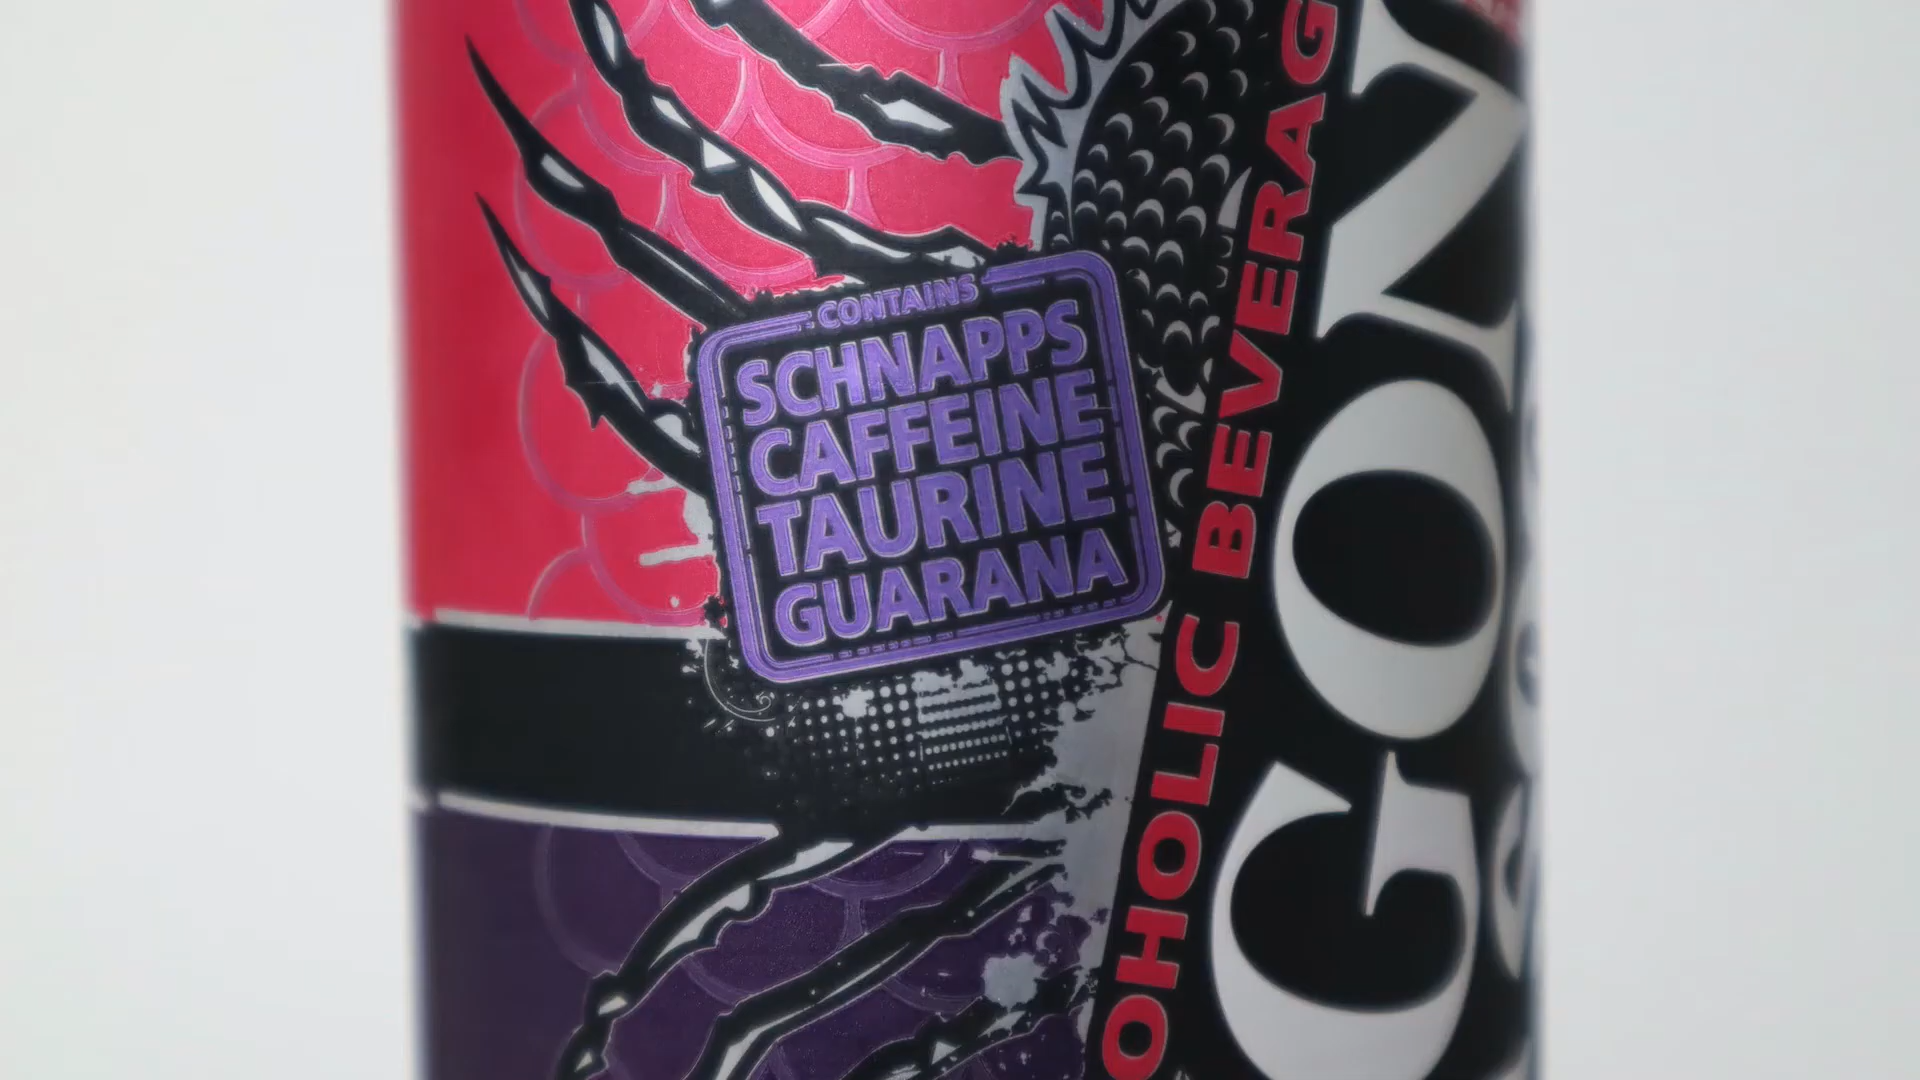 CONTAINS
SCHNAPPS
CAFFEINE
TAURINE
GUARANA
OHOLIC BEVERAG
GON